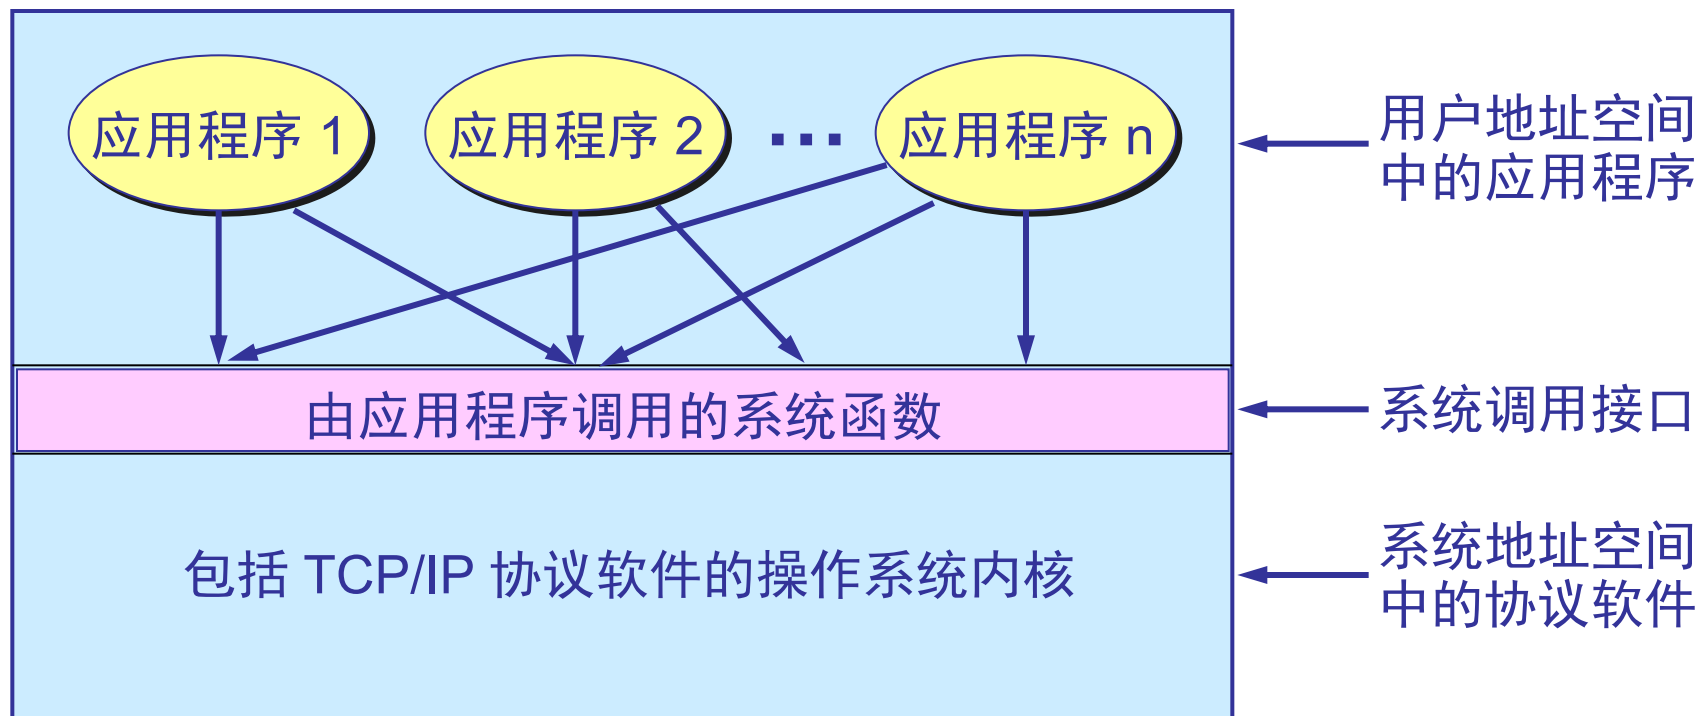 应用程序 1
应用程序 2
…
应用程序 n
用户地址空间
中的应用程序
由应用程序调用的系统函数
系统调用接口
包括 TCP/IP 协议软件的操作系统内核
系统地址空间
中的协议软件